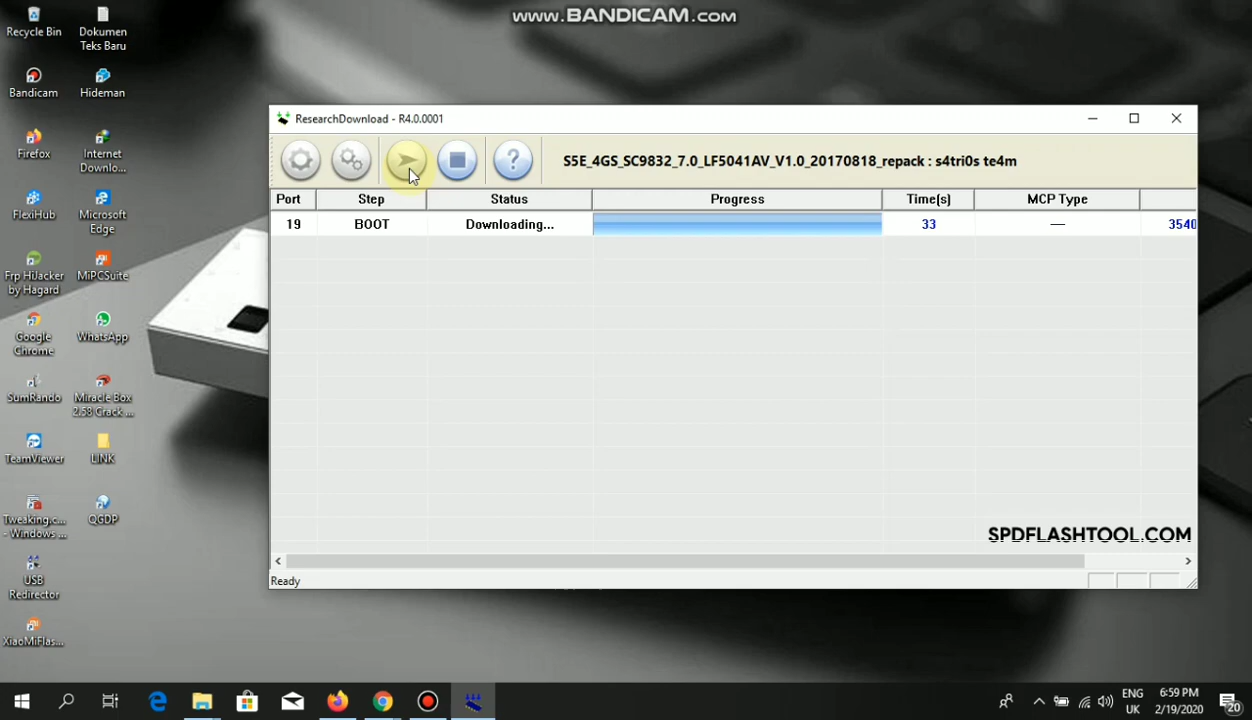 WWW.BANDICAM.COM
Recycle Bin
Dokumen
Teks Baru
Bandicam
Hideman
Firefox
Internet
Downlo...
FlexiHub
Microsoft
Edge
Frp HiJacker
by Hagard
MiPCSuite
Google
Chrome
WhatsApp
SumRando
Miracle Box
2.58 Crack ...
TeamViewer
LINK
Tweaking.c...
- Windows ...
QGDP
USB
Redirector
XiaoMiFlas...
ResearchDownload - R4.0.0001
S5E_4GS_SC9832_7.0_LF5041AV_V1.0_20170818_repack : s4tri0s te4m
Port Step Status Progress Time(s) MCP Type
19 BOOT Downloading... 33 — 3540
SPDFLASHTOOL.COM
Ready
ENG
UK
6:59 PM
2/19/2020
20